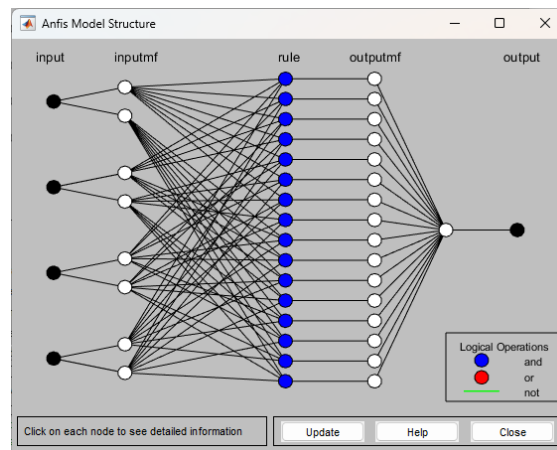 Anfis Model Structure
input inputmf rule outputmf output
Logical Operations
and
or
not
Click on each node to see detailed information
Update Help Close